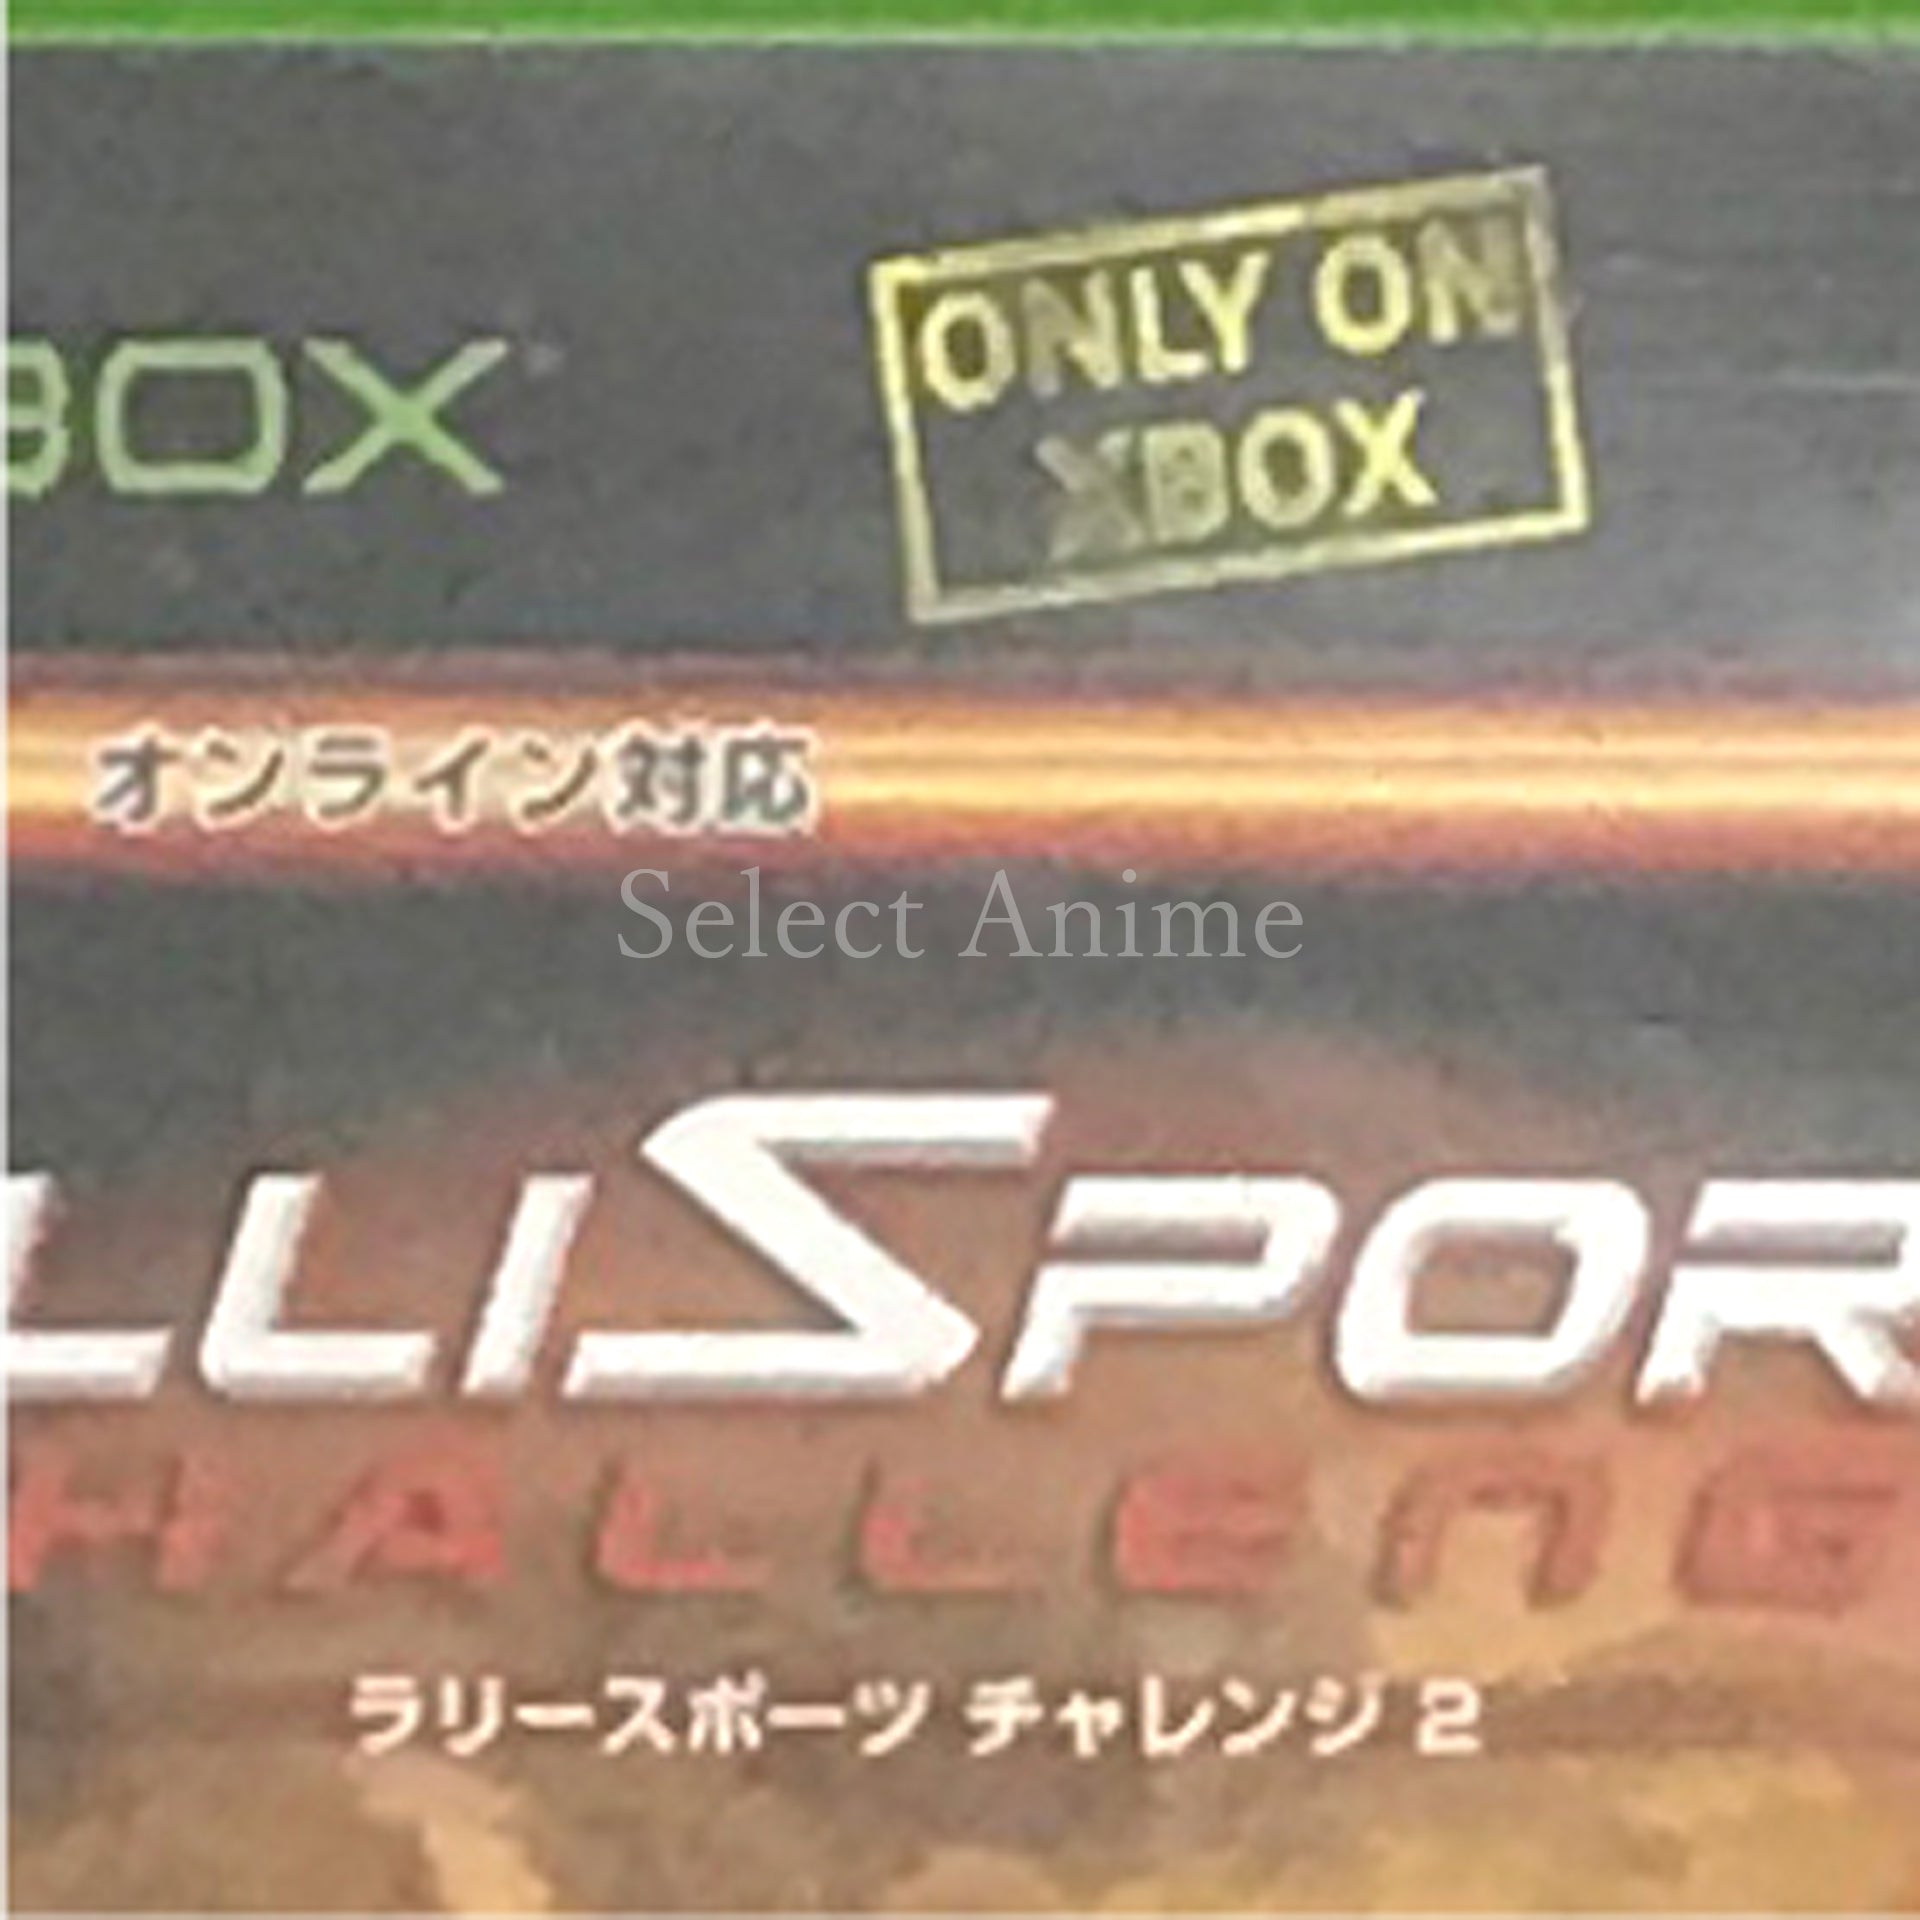 BOX
ONLY ON
XBOX
オンライン対応
Select Anime
LLISPOR
HALLENG
ラリースポーツ チャレンジ 2